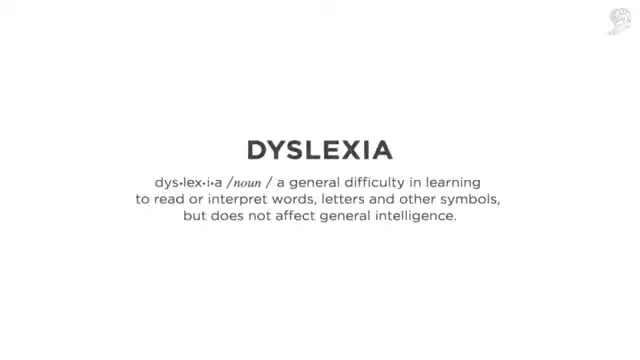 DYSLEXIA
dys•lex•i•a /noun / a general difficulty in learning
to read or interpret words, letters and other symbols,
but does not affect general intelligence.